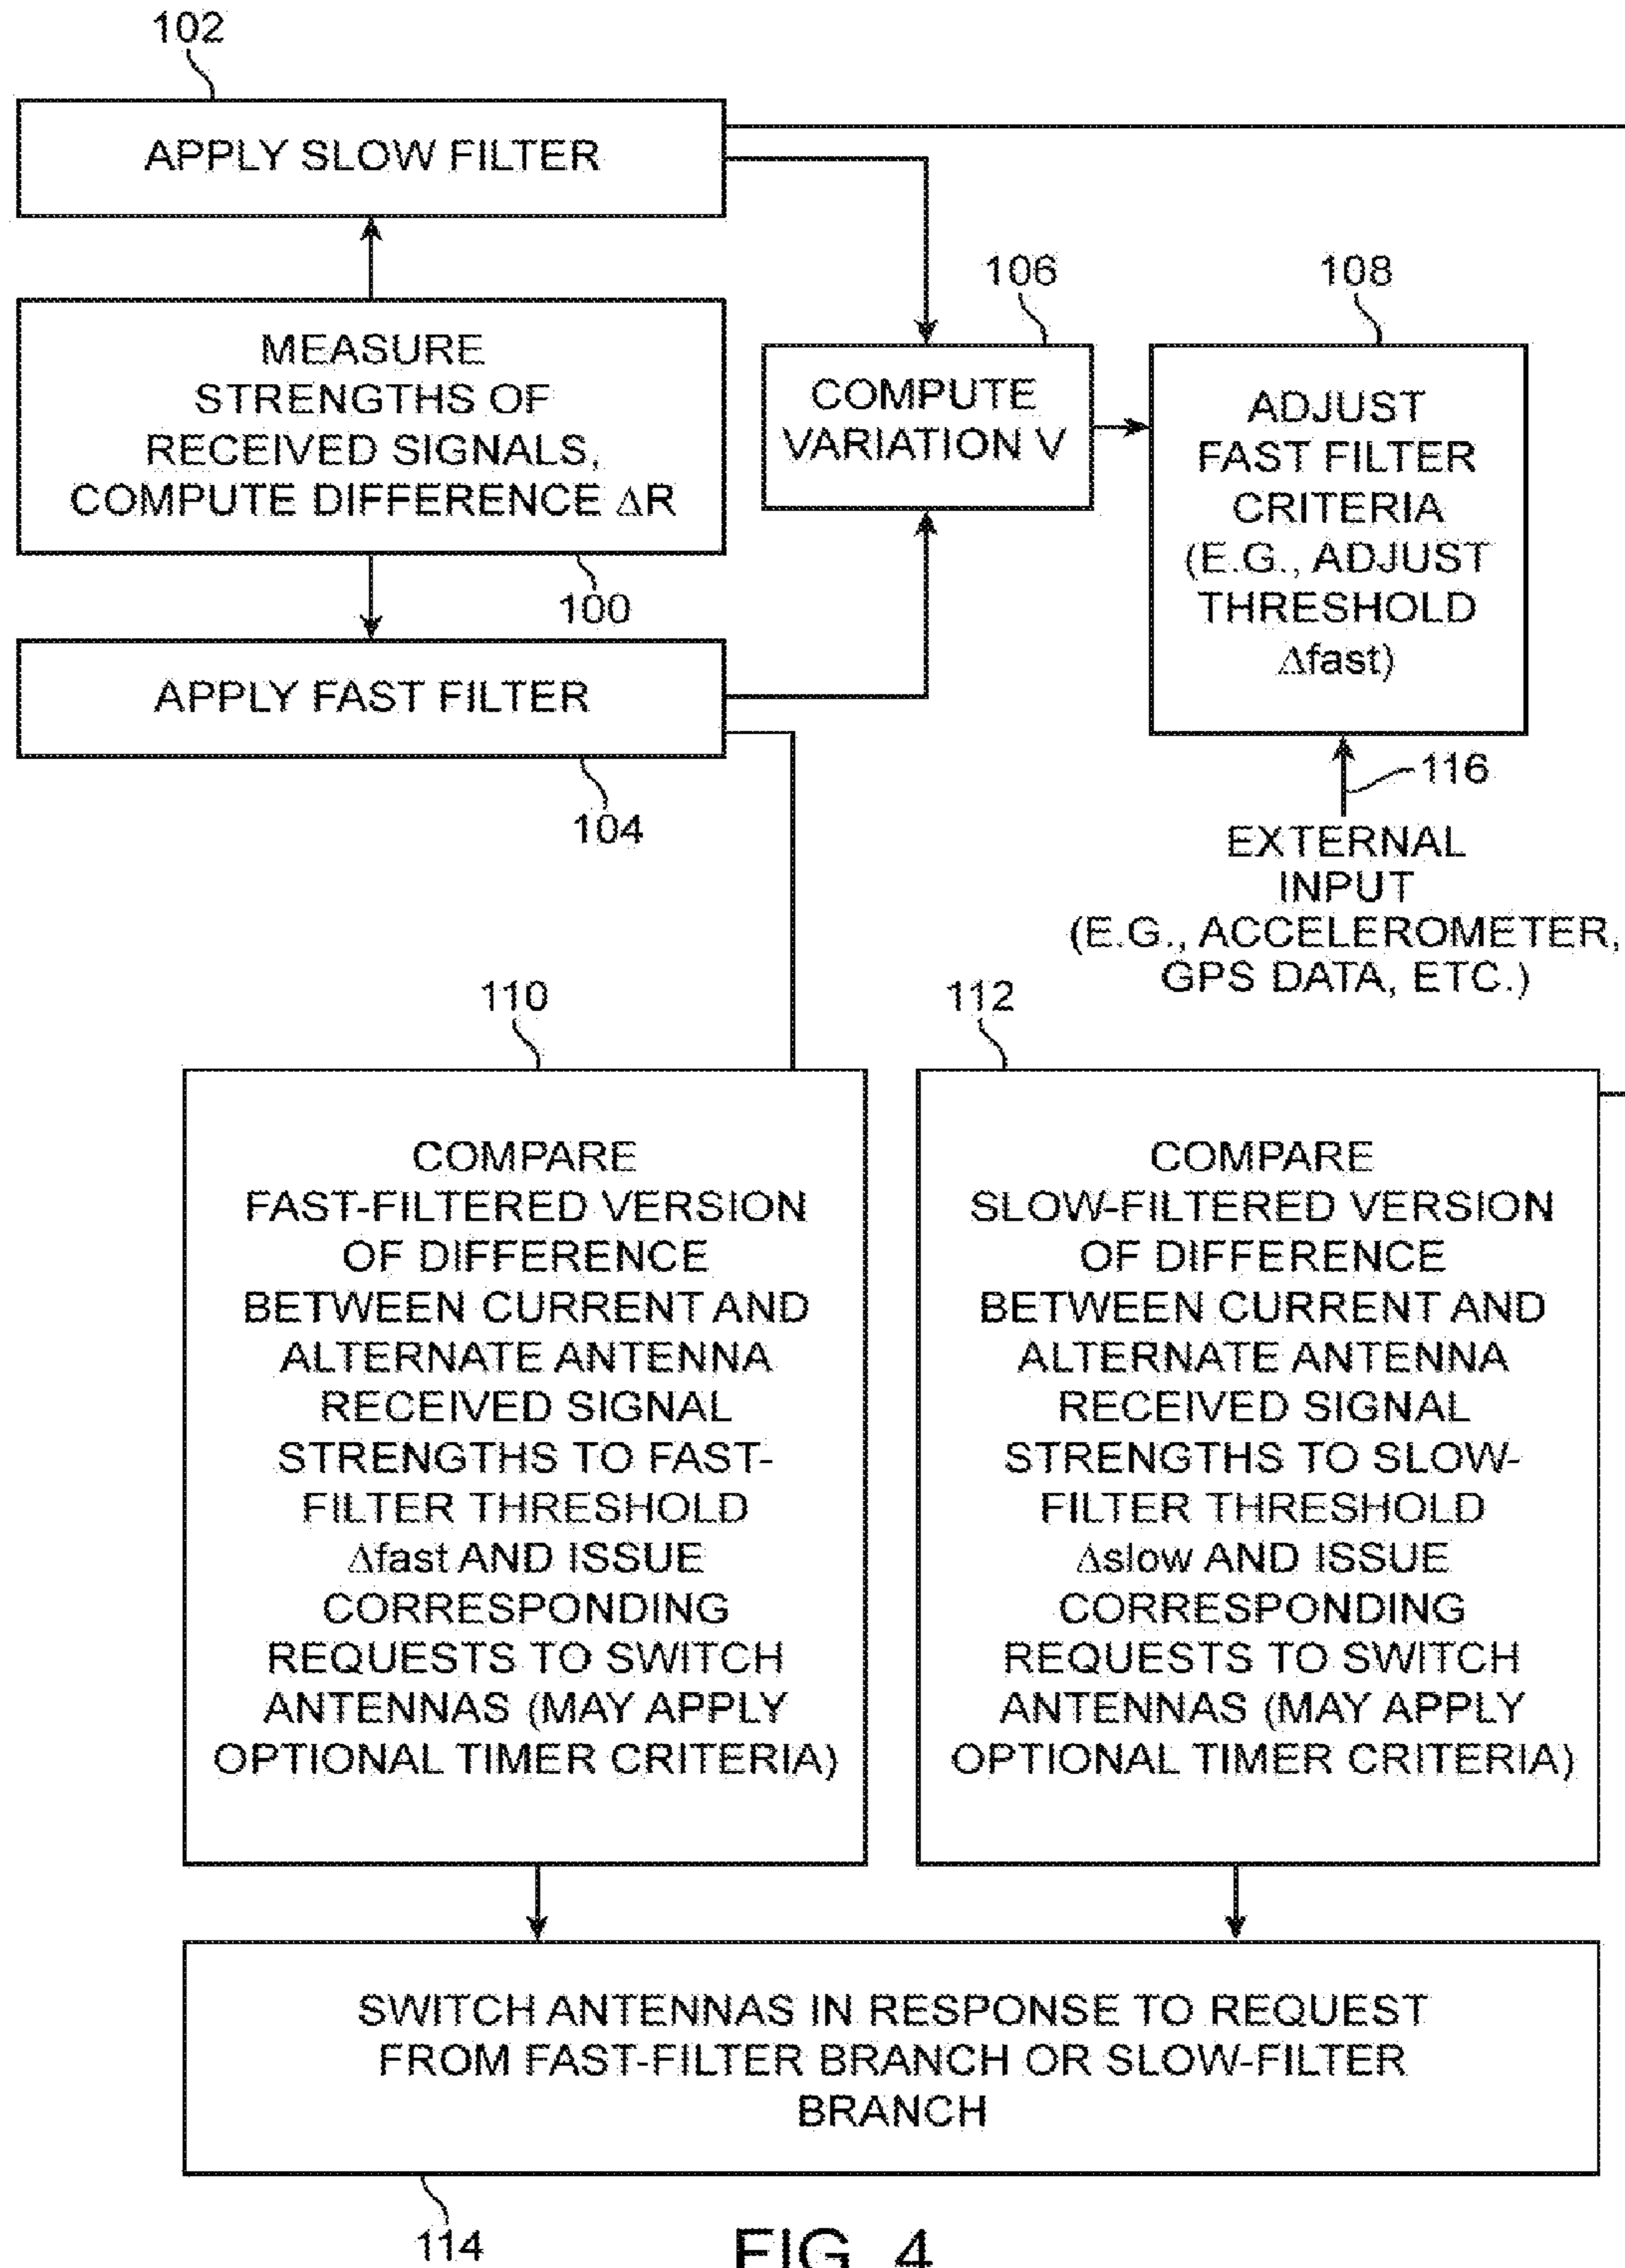 102
APPLY SLOW FILTER
MEASURE
STRENGTHS OF
RECEIVED SIGNALS,
COMPUTE DIFFERENCE ΔR
100
APPLY FAST FILTER
104
106
COMPUTE
VARIATION V
108
ADJUST
FAST FILTER
CRITERIA
(E.G., ADJUST
THRESHOLD
Δfast)
116
EXTERNAL
INPUT
(E.G., ACCELEROMETER,
GPS DATA, ETC.)
110
COMPARE
FAST-FILTERED VERSION
OF DIFFERENCE
BETWEEN CURRENT AND
ALTERNATE ANTENNA
RECEIVED SIGNAL
STRENGTHS TO FAST-
FILTER THRESHOLD
Δfast AND ISSUE
CORRESPONDING
REQUESTS TO SWITCH
ANTENNAS (MAY APPLY
OPTIONAL TIMER CRITERIA)
112
COMPARE
SLOW-FILTERED VERSION
OF DIFFERENCE
BETWEEN CURRENT AND
ALTERNATE ANTENNA
RECEIVED SIGNAL
STRENGTHS TO SLOW-
FILTER THRESHOLD
Δslow AND ISSUE
CORRESPONDING
REQUESTS TO SWITCH
ANTENNAS (MAY APPLY
OPTIONAL TIMER CRITERIA)
SWITCH ANTENNAS IN RESPONSE TO REQUEST
FROM FAST-FILTER BRANCH OR SLOW-FILTER
BRANCH
114
FIG. 4